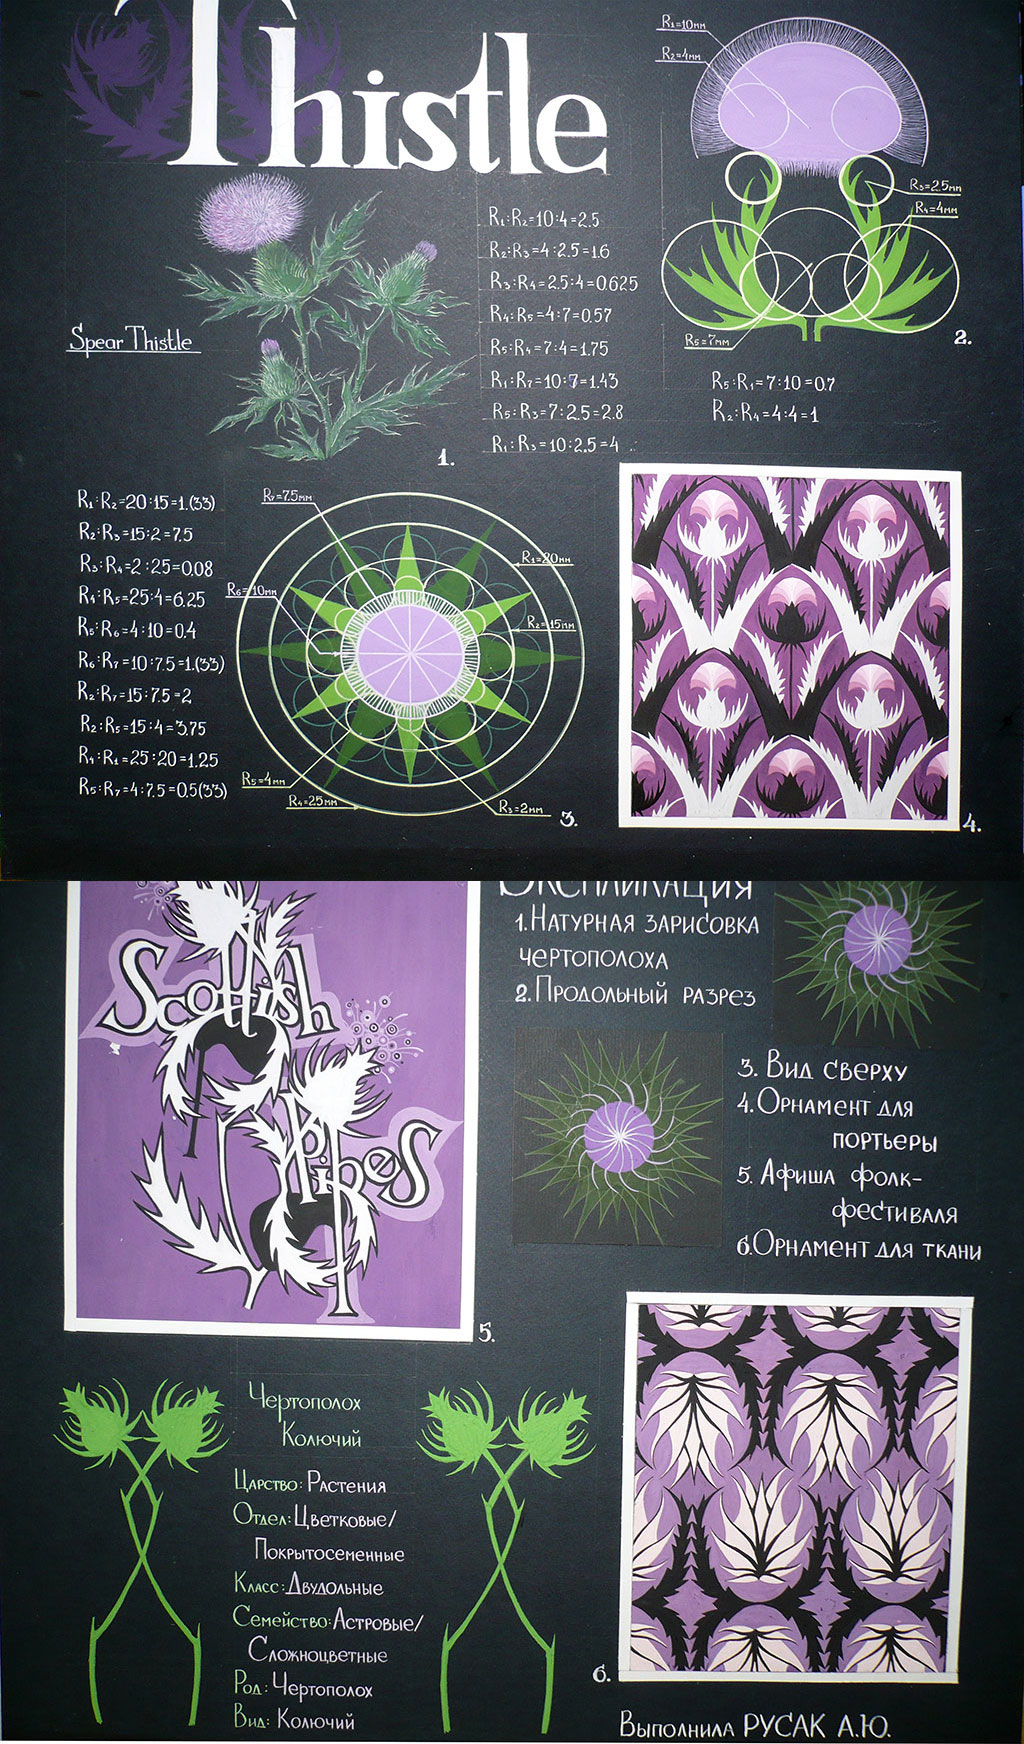 Thistle
R₁=10мм
R₂=4мм
R₃=2.5мм
R₄=4мм
R₅=7мм
2.
Spear Thistle
1.
R₁:R₂=10:4=2.5
R₂:R₃=4:2.5=1.6
R₃:R₄=2.5:4=0.625
R₄:R₅=4:7=0.57
R₅:R₄=7:4=1.75
R₁:R₇=10:7=1.43
R₅:R₃=7:2.5=2.8
R₁:R₃=10:2.5=4
R₅:R₁=7:10=0.7
R₂:R₄=4:4=1
R₁:R₂=20:15=1.(33)
R₂:R₃=15:2=7.5
R₃:R₄=2:25=0.08
R₄:R₅=25:4=6.25
R₅:R₆=4:10=0.4
R₆:R₇=10:7.5=1.(33)
R₂:R₇=15:7.5=2
R₂:R₅=15:4=3.75
R₄:R₁=25:20=1.25
R₅:R₇=4:7.5=0.5(33)
R₇=7.5мм
R₁=20мм
R₆=10мм
R₂=15мм
R₅=4мм
R₄=25мм
R₃=2мм
3.
4.
Scottish
Pipes
5.
Экспликация
1.Натурная зарисовка
чертополоха
2.Продольный разрез
3. Вид сверху
4.Орнамент для
портьеры
5. Афиша фолк-
фестиваля
6.Орнамент для ткани
Чертополох
Колючий
Царство: Растения
Отдел: Цветковые/
Покрытосеменные
Класс: Двудольные
Семейство: Астровые/
Сложноцветные
Род: Чертополох
Вид: Колючий
6.
Выполнила РУСАК А.Ю.